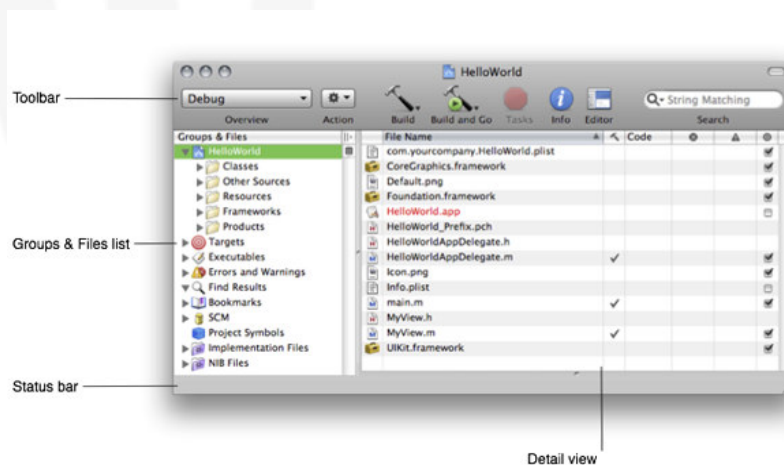 HelloWorld
Toolbar
Debug
String Matching
Overview
Action
Build
Build and Go
Tasks
Info
Editor
Search
Groups & Files
File Name
Code
HelloWorld
Classes
Other Sources
Resources
Frameworks
Products
Groups & Files list
Targets
Executables
Errors and Warnings
Find Results
Bookmarks
SCM
Project Symbols
Implementation Files
NIB Files
com.yourcompany.HelloWorld.plist
CoreGraphics.framework
Default.png
Foundation.framework
HelloWorld.app
HelloWorld_Prefix.pch
HelloWorldAppDelegate.h
HelloWorldAppDelegate.m
Icon.png
Info.plist
main.m
MyView.h
MyView.m
UIKit.framework
Status bar
Detail view